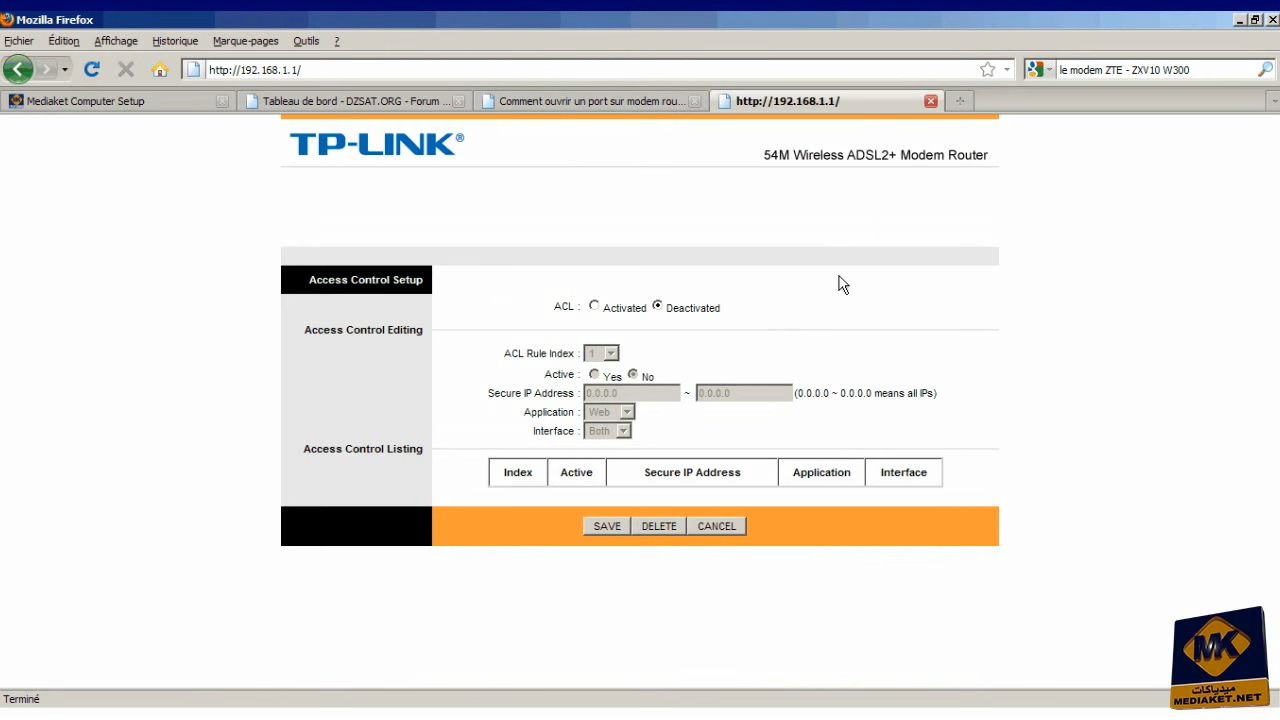 Mozilla Firefox
Fichier Édition Affichage Historique Marque-pages Outils ?
http://192.168.1.1/ le modem ZTE - ZXV10 W300
Mediaket Computer Setup Tableau de bord - DZSAT.ORG - Forum ... Comment ouvrir un port sur modem rou... http://192.168.1.1/
TP-LINK®
54M Wireless ADSL2+ Modem Router
Access Control Setup
ACL : Activated Deactivated
Access Control Editing
ACL Rule Index : 1
Active : Yes No
Secure IP Address : 0.0.0.0 ~ 0.0.0.0 (0.0.0.0 ~ 0.0.0.0 means all IPs)
Application : Web
Interface : Both
Access Control Listing
Index Active Secure IP Address Application Interface
SAVE DELETE CANCEL
MK
ميدياكات
MEDIAKET.NET
Terminé